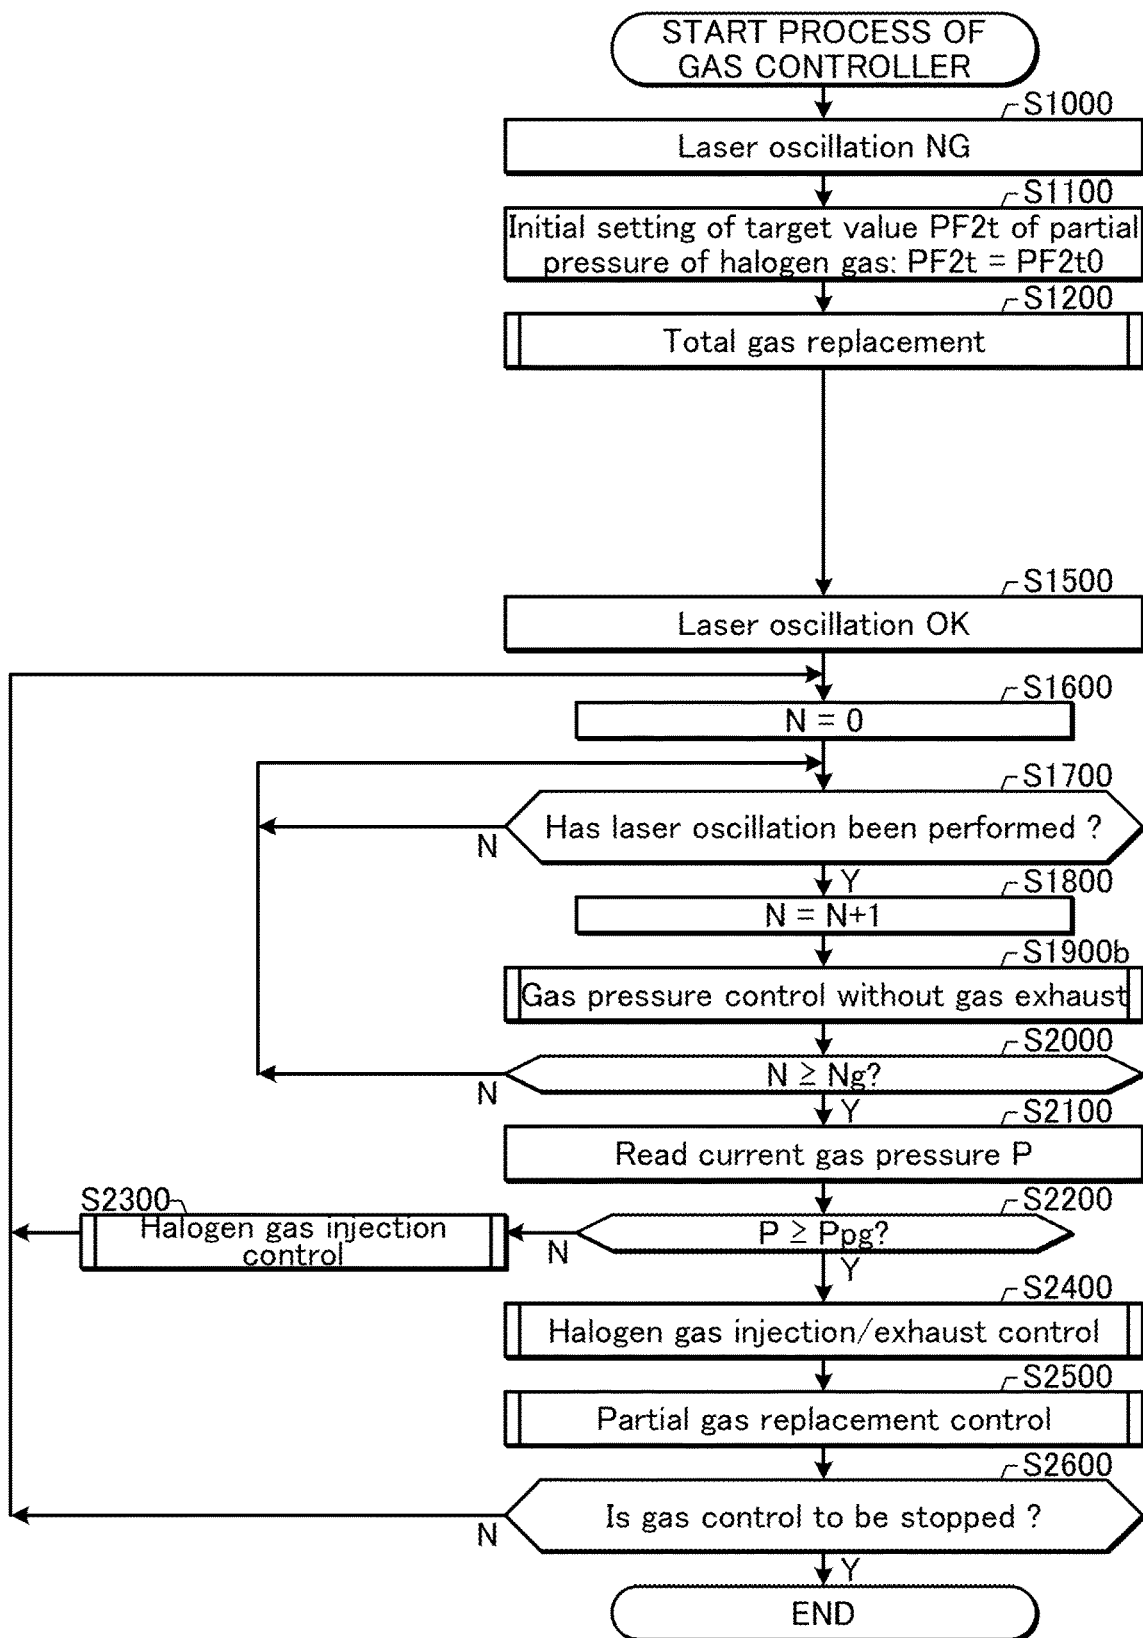 START PROCESS OF
GAS CONTROLLER
S1000
Laser oscillation NG
S1100
Initial setting of target value PF2t of partial
pressure of halogen gas: PF2t = PF2t0
S1200
Total gas replacement
S1500
Laser oscillation OK
S1600
N = 0
S1700
Has laser oscillation been performed ?
N
Y
S1800
N = N+1
S1900b
Gas pressure control without gas exhaust
S2000
N ≥ Ng?
N
Y
S2100
Read current gas pressure P
S2200
P ≥ Ppg?
N
Y
S2300
Halogen gas injection
control
S2400
Halogen gas injection/exhaust control
S2500
Partial gas replacement control
S2600
Is gas control to be stopped ?
N
Y
END